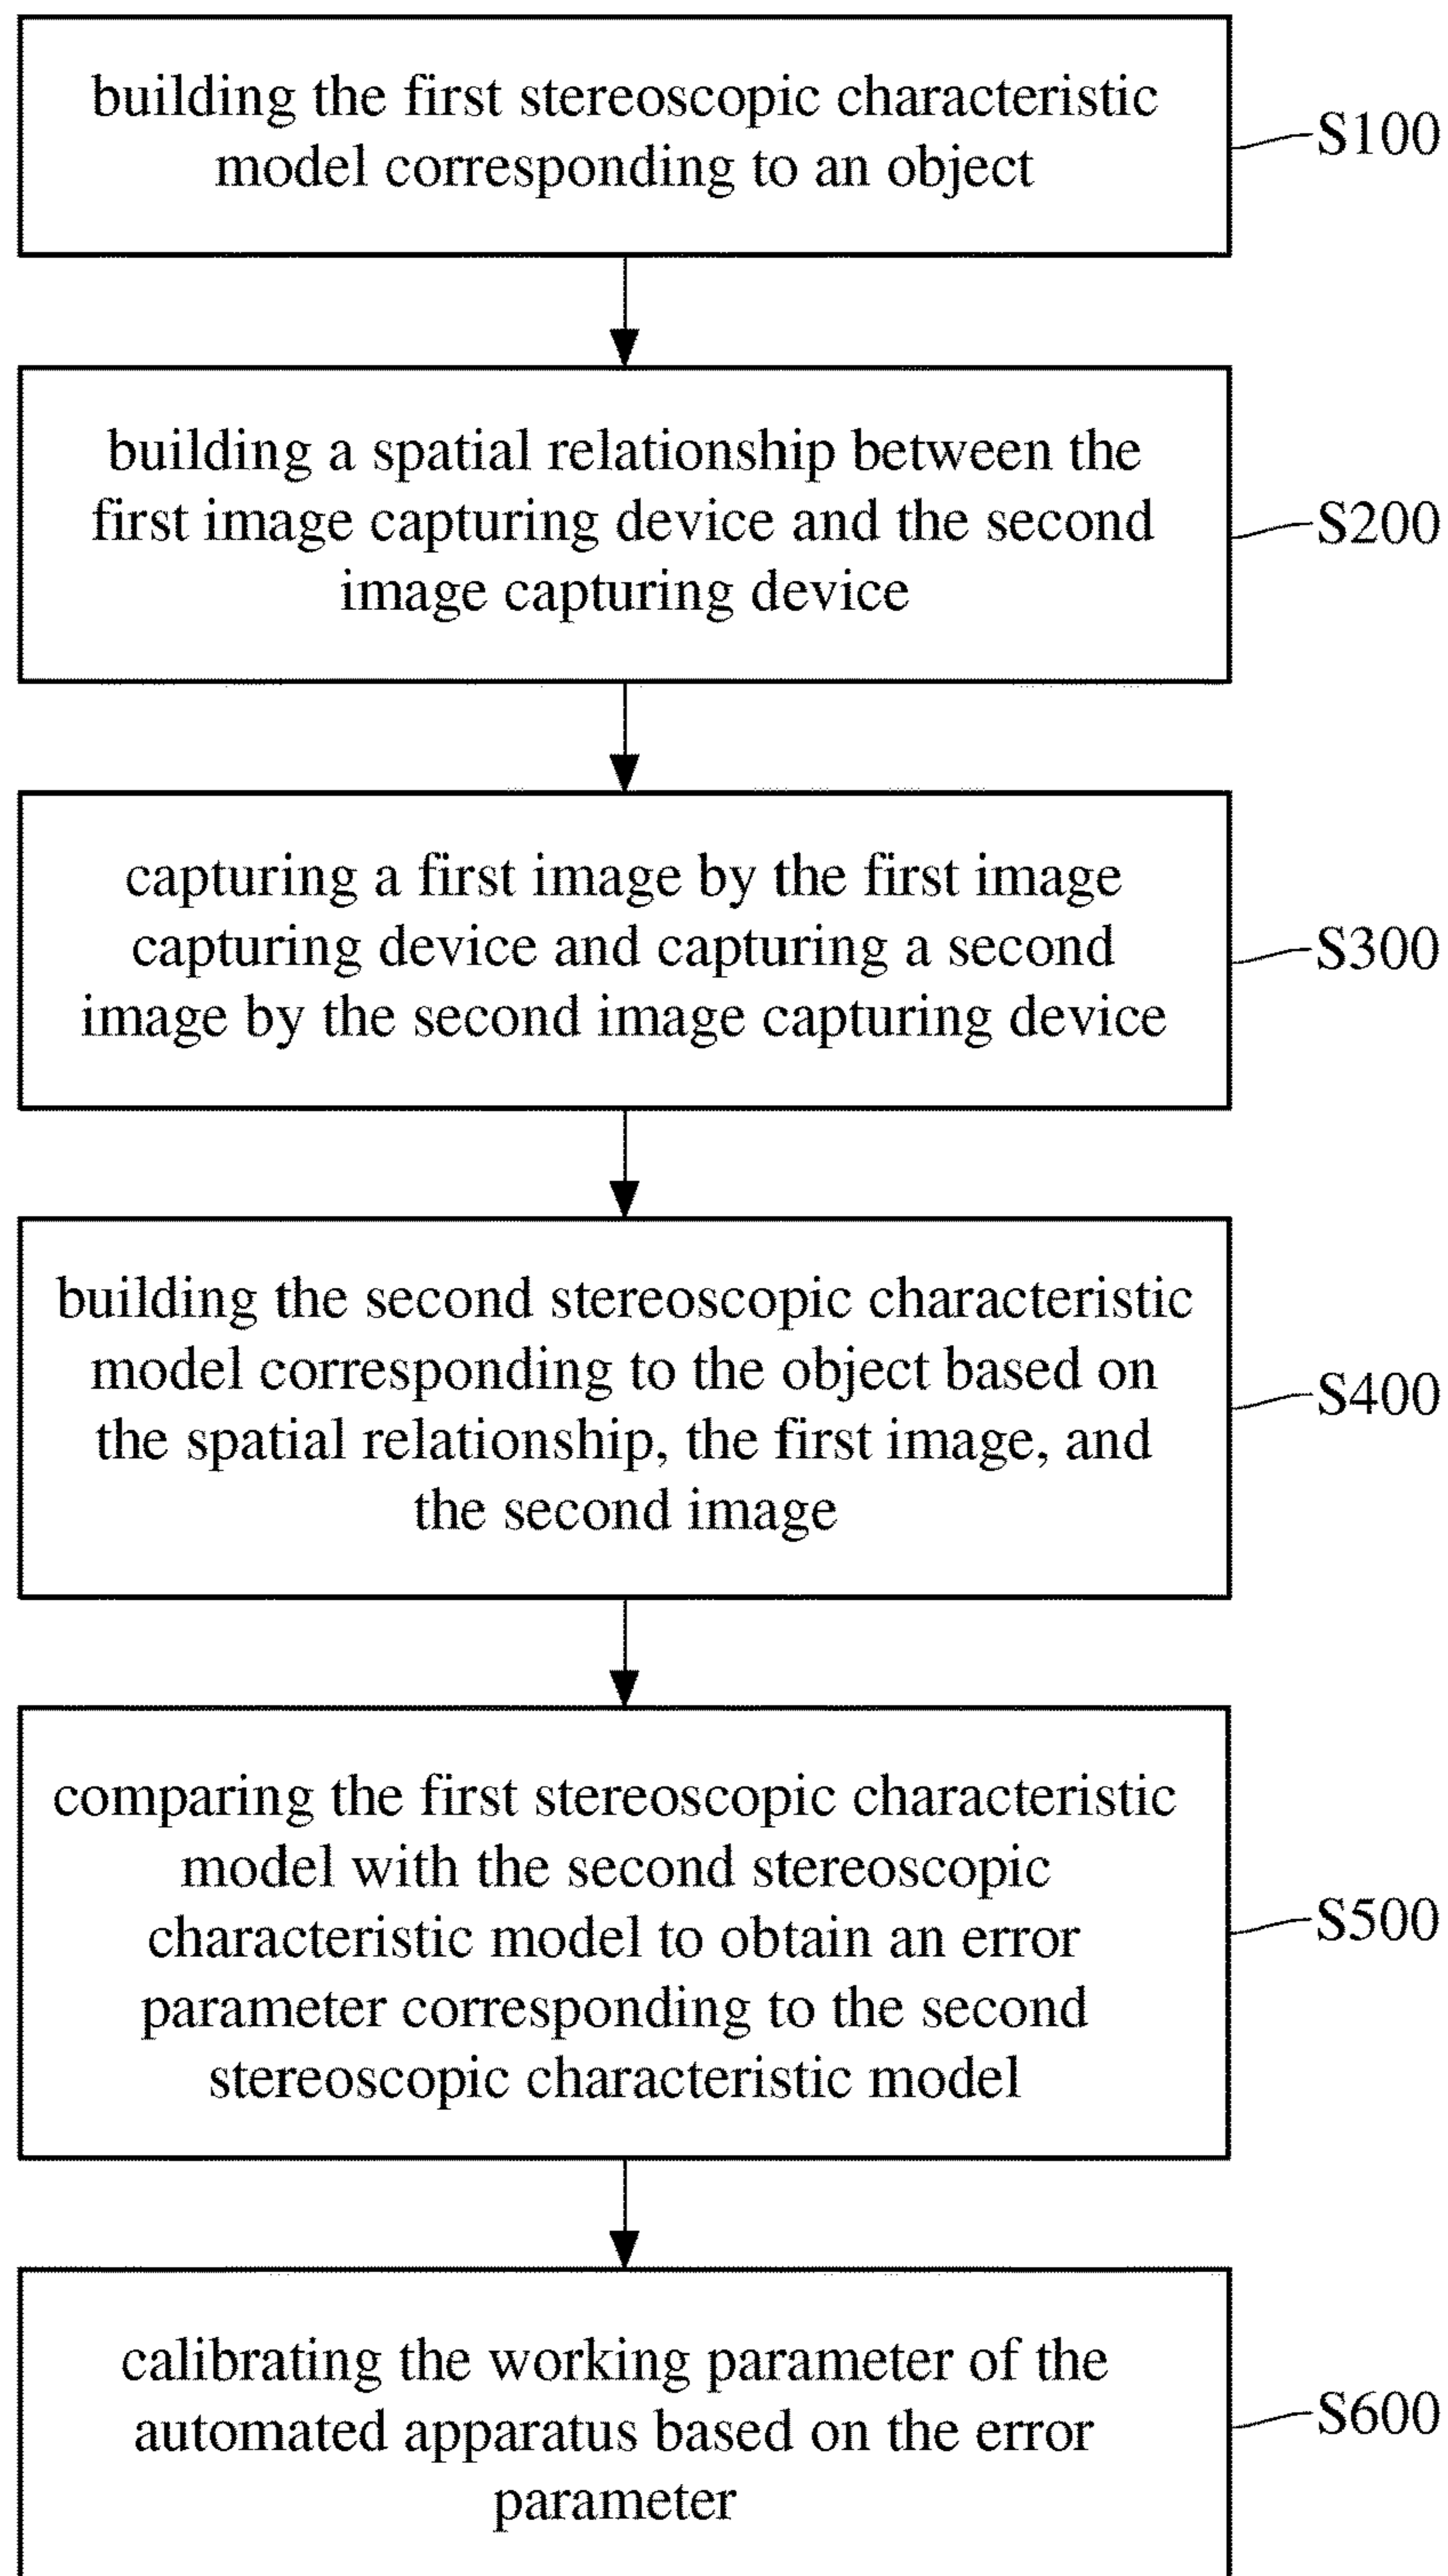 building the first stereoscopic characteristic
model corresponding to an object
S100
building a spatial relationship between the
first image capturing device and the second
image capturing device
S200
capturing a first image by the first image
capturing device and capturing a second
image by the second image capturing device
S300
building the second stereoscopic characteristic
model corresponding to the object based on
the spatial relationship, the first image, and
the second image
S400
comparing the first stereoscopic characteristic
model with the second stereoscopic
characteristic model to obtain an error
parameter corresponding to the second
stereoscopic characteristic model
S500
calibrating the working parameter of the
automated apparatus based on the error
parameter
S600